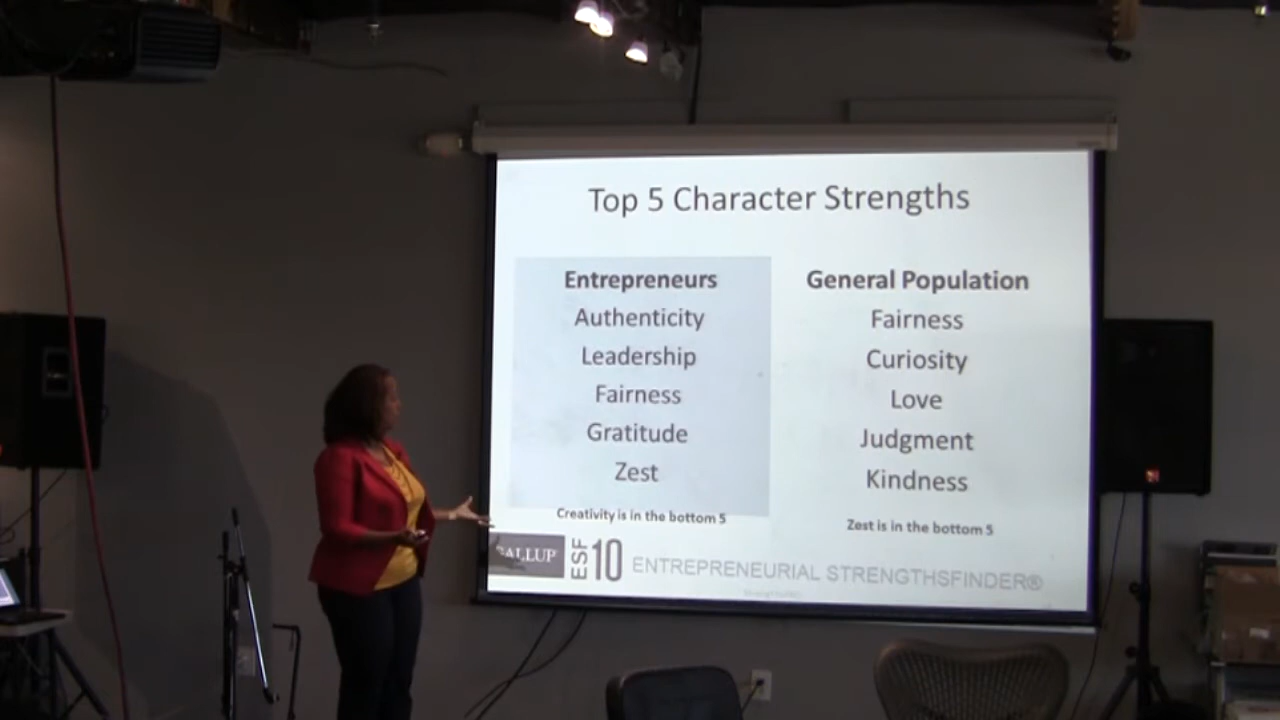 Top 5 Character Strengths
Entrepreneurs
Authenticity
Leadership
Fairness
Gratitude
Zest
Creativity is in the bottom 5
General Population
Fairness
Curiosity
Love
Judgment
Kindness
Zest is in the bottom 5
GALLUP
ESF 10
ENTREPRENEURIAL STRENGTHSFINDER®